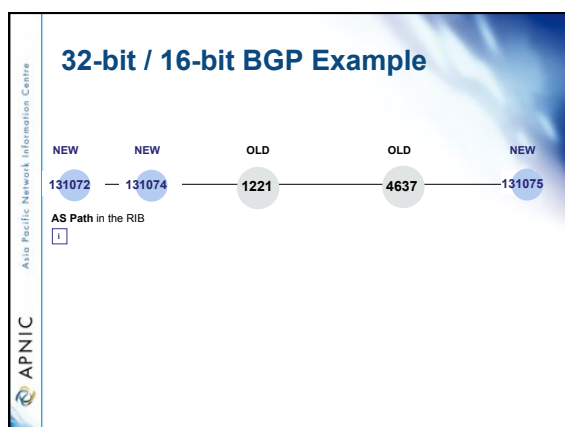 32-bit / 16-bit BGP Example
NEW NEW OLD OLD NEW
131072 131074 1221 4637 131075
AS Path in the RIB
i
Asia Pacific Network Information Centre
APNIC